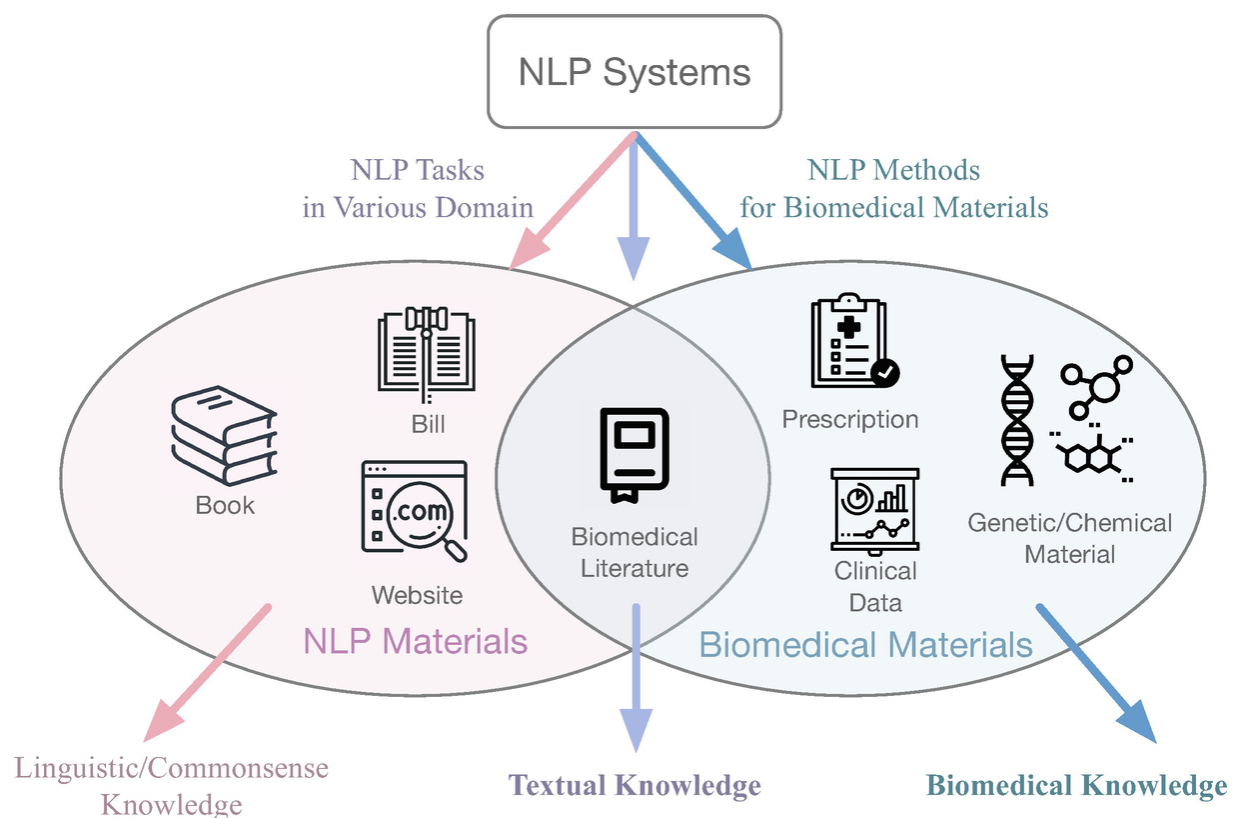 NLP Systems
NLP Tasks
in Various Domain
NLP Methods
for Biomedical Materials
Book
Bill
.com
Website
NLP Materials
Biomedical
Literature
Prescription
Clinical
Data
Genetic/Chemical
Material
Biomedical Materials
Linguistic/Commonsense
Knowledge
Textual Knowledge
Biomedical Knowledge